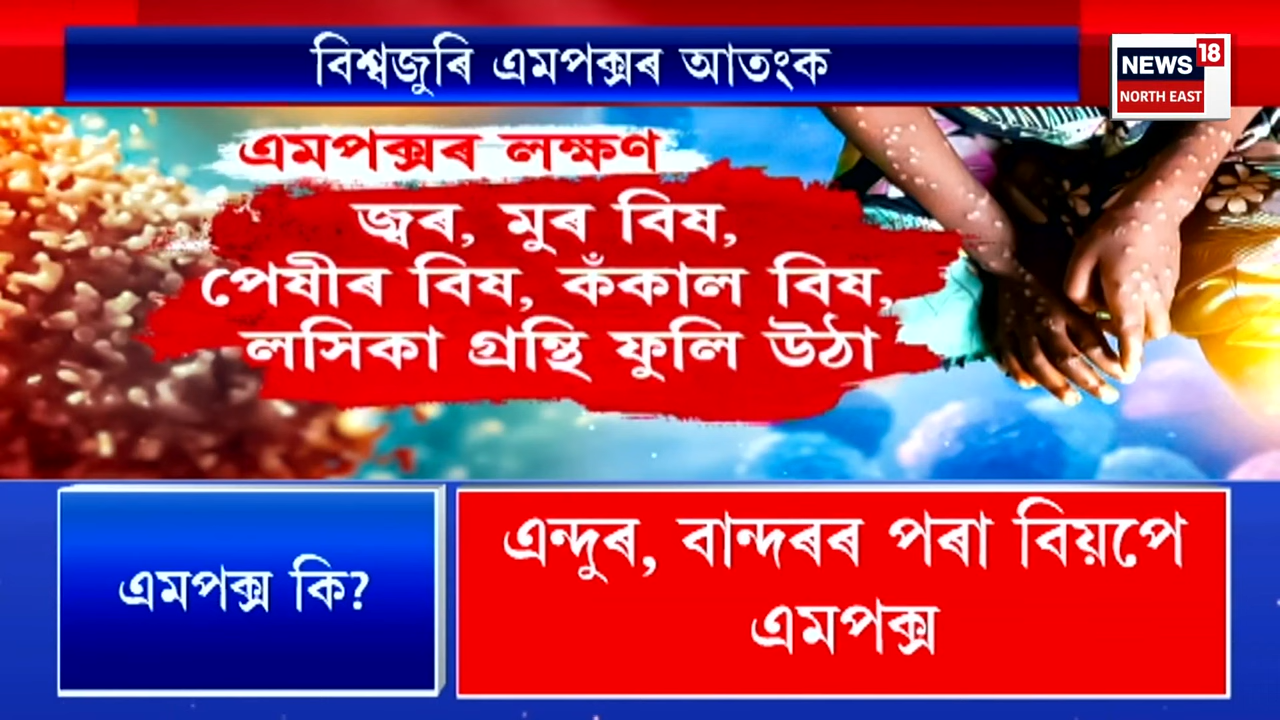 বিশ্বজুৰি এমপক্সৰ আতংক
NEWS 18
NORTH EAST
এমপক্সৰ লক্ষণ
জ্বৰ, মুৰ বিষ,
পেষীৰ বিষ, কঁকাল বিষ,
লসিকা গ্ৰন্থি ফুলি উঠা
এমপক্স কি?
এন্দুৰ, বান্দৰৰ পৰা বিয়পে
এমপক্স